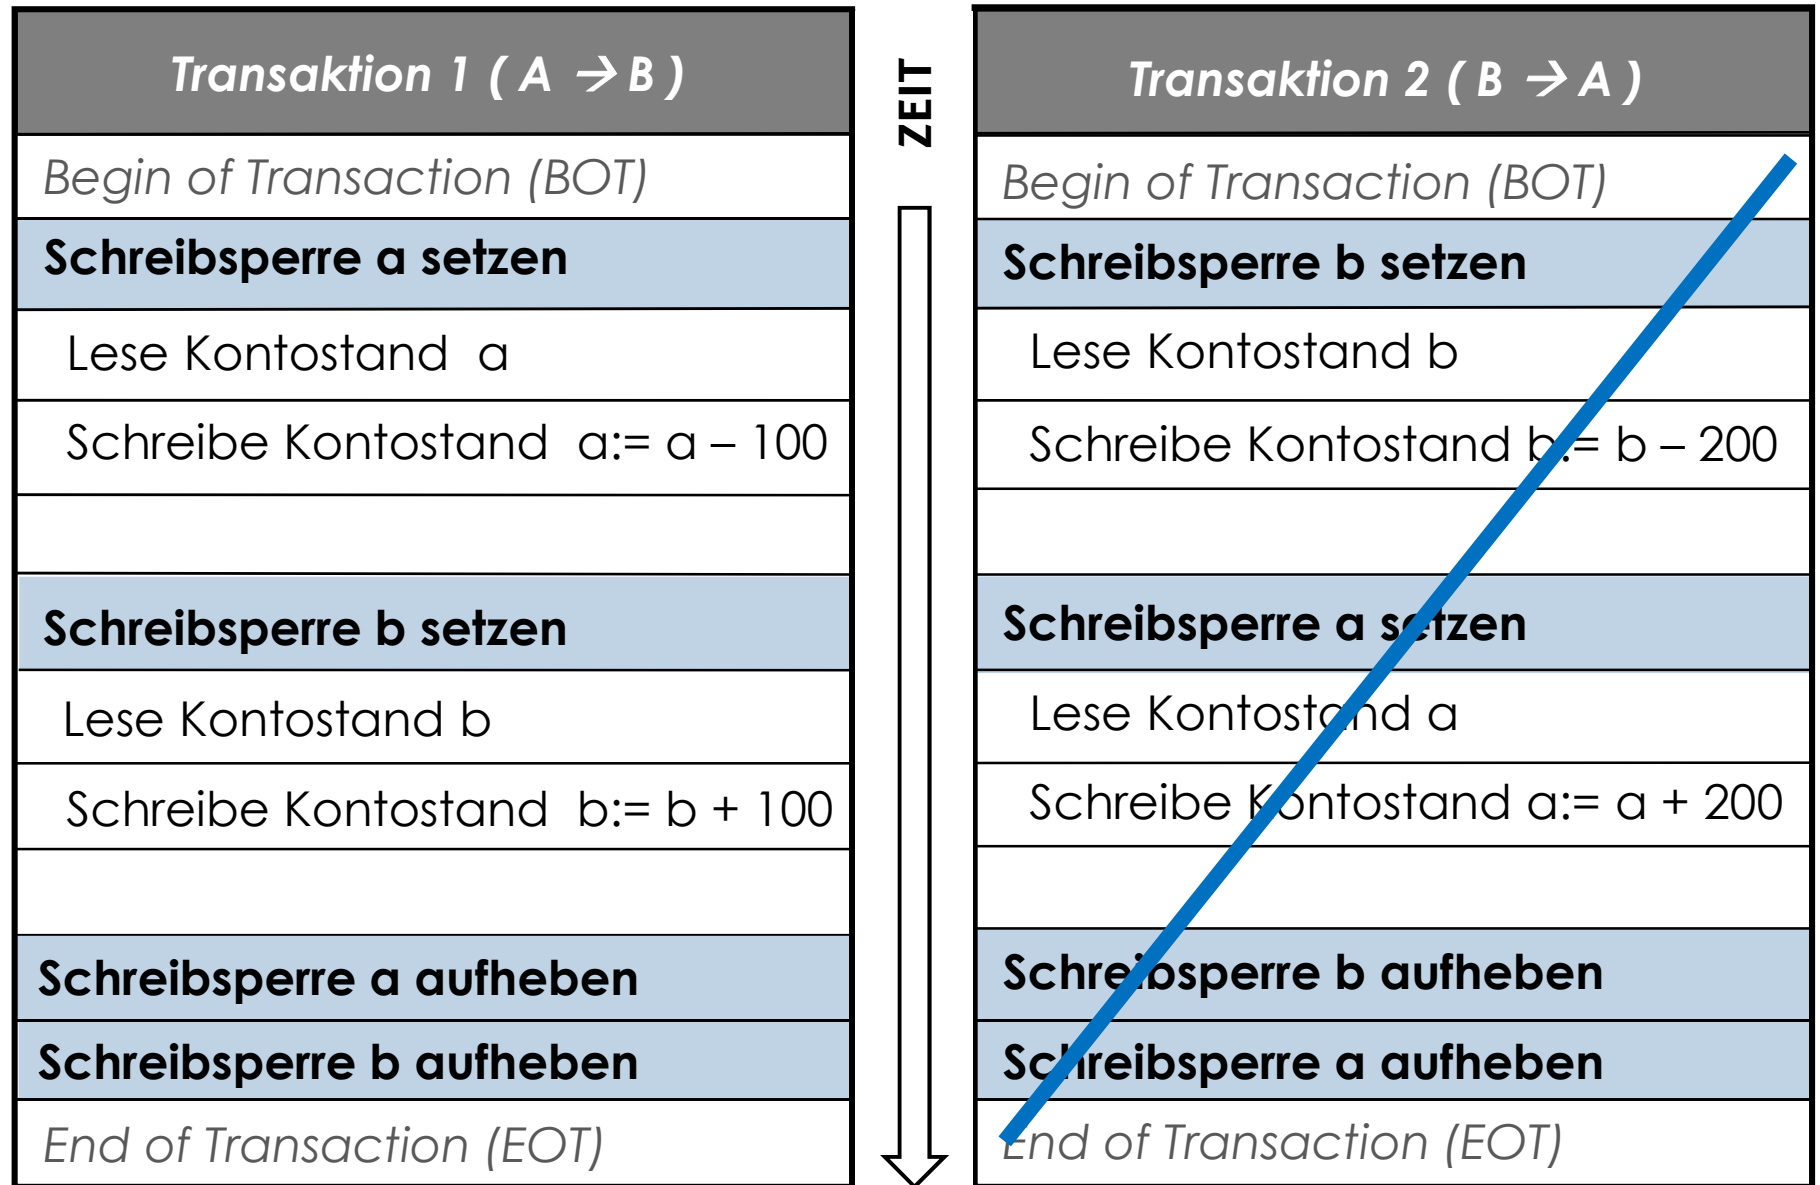 Transaktion 1 ( A → B )
Begin of Transaction (BOT)
Schreibsperre a setzen
Lese Kontostand a
Schreibe Kontostand a:= a – 100
Schreibsperre b setzen
Lese Kontostand b
Schreibe Kontostand b:= b + 100
Schreibsperre a aufheben
Schreibsperre b aufheben
End of Transaction (EOT)
ZEIT
Transaktion 2 ( B → A )
Begin of Transaction (BOT)
Schreibsperre b setzen
Lese Kontostand b
Schreibe Kontostand b:= b – 200
Schreibsperre a setzen
Lese Kontostand a
Schreibe Kontostand a:= a + 200
Schreibsperre b aufheben
Schreibsperre a aufheben
End of Transaction (EOT)